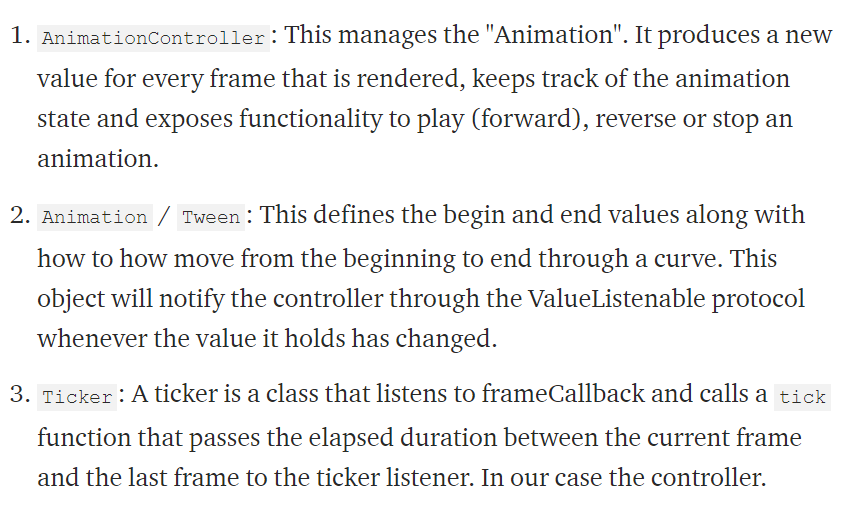 1. AnimationController: This manages the "Animation". It produces a new
value for every frame that is rendered, keeps track of the animation
state and exposes functionality to play (forward), reverse or stop an
animation.
2. Animation / Tween: This defines the begin and end values along with
how to how move from the beginning to end through a curve. This
object will notify the controller through the ValueListenable protocol
whenever the value it holds has changed.
3. Ticker: A ticker is a class that listens to frameCallback and calls a tick
function that passes the elapsed duration between the current frame
and the last frame to the ticker listener. In our case the controller.